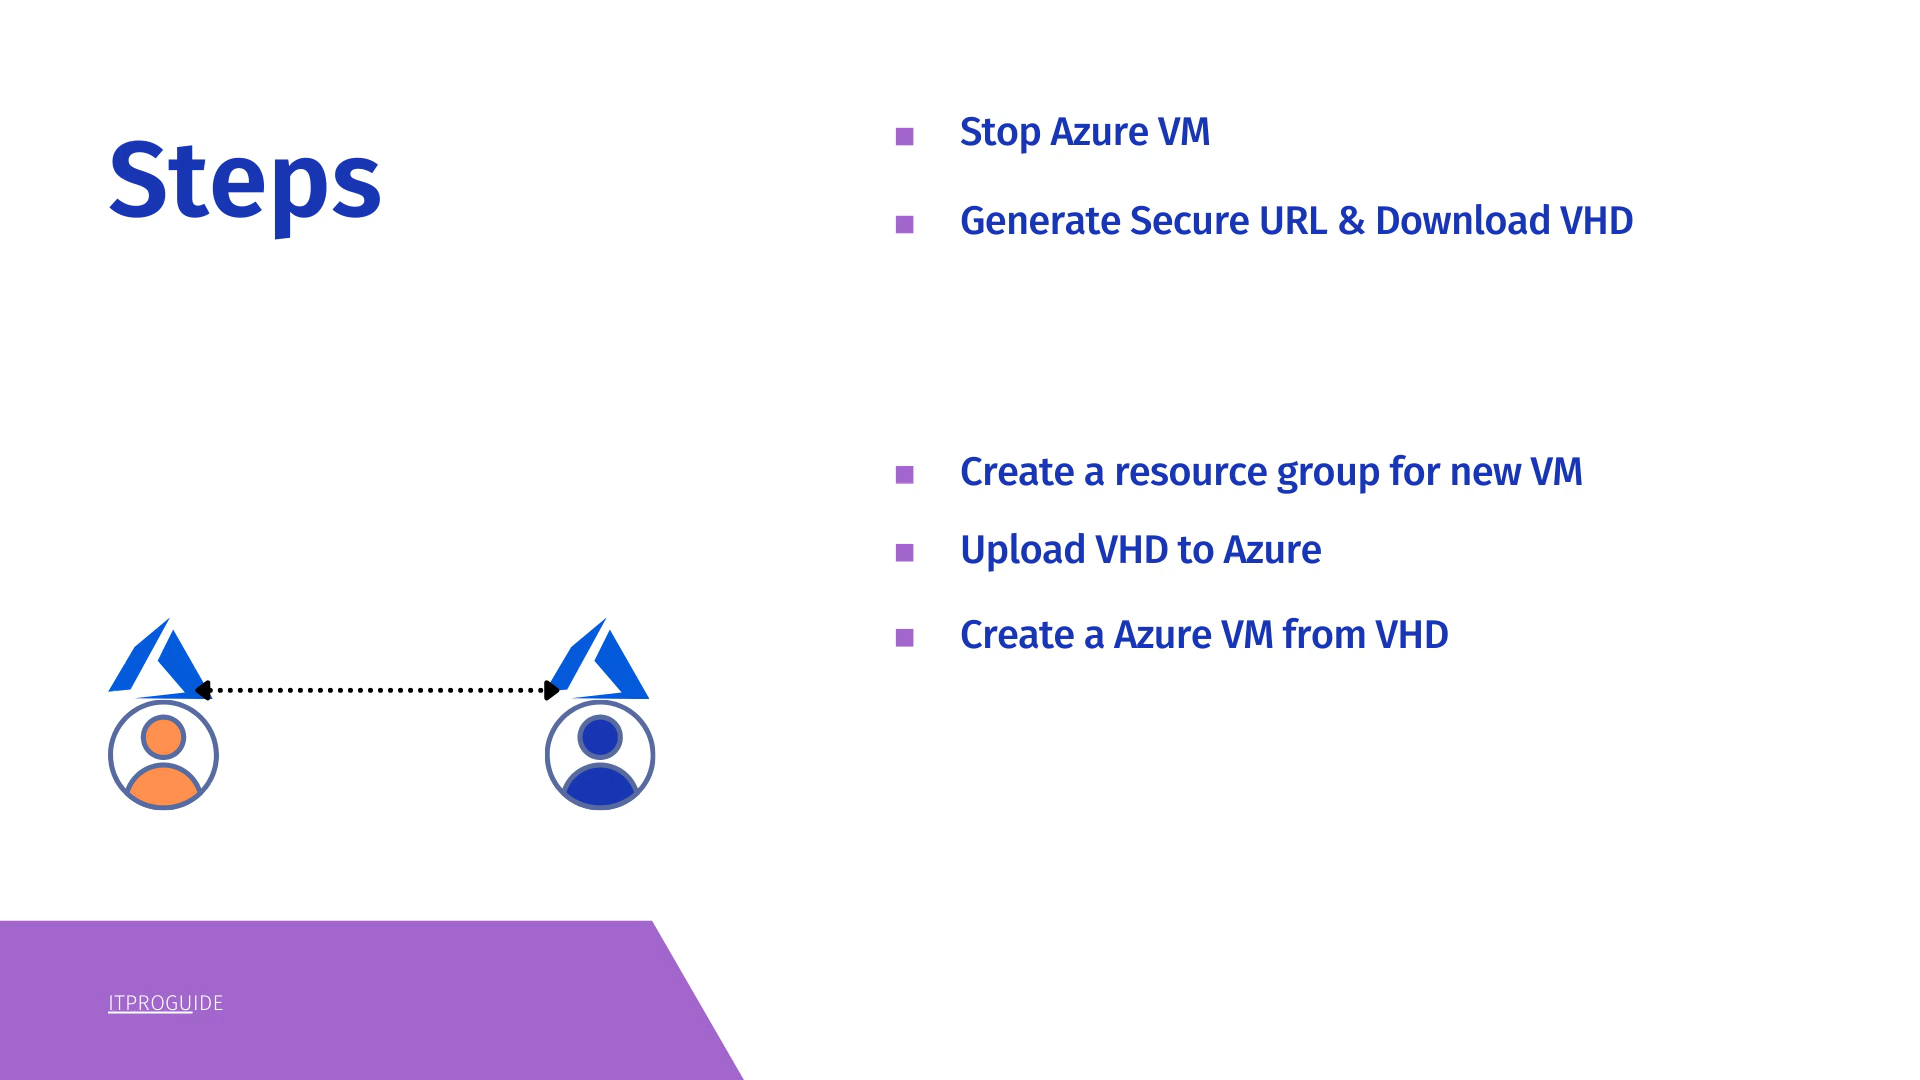 Steps
Stop Azure VM
Generate Secure URL & Download VHD
Create a resource group for new VM
Upload VHD to Azure
Create a Azure VM from VHD
ITPROGUIDE